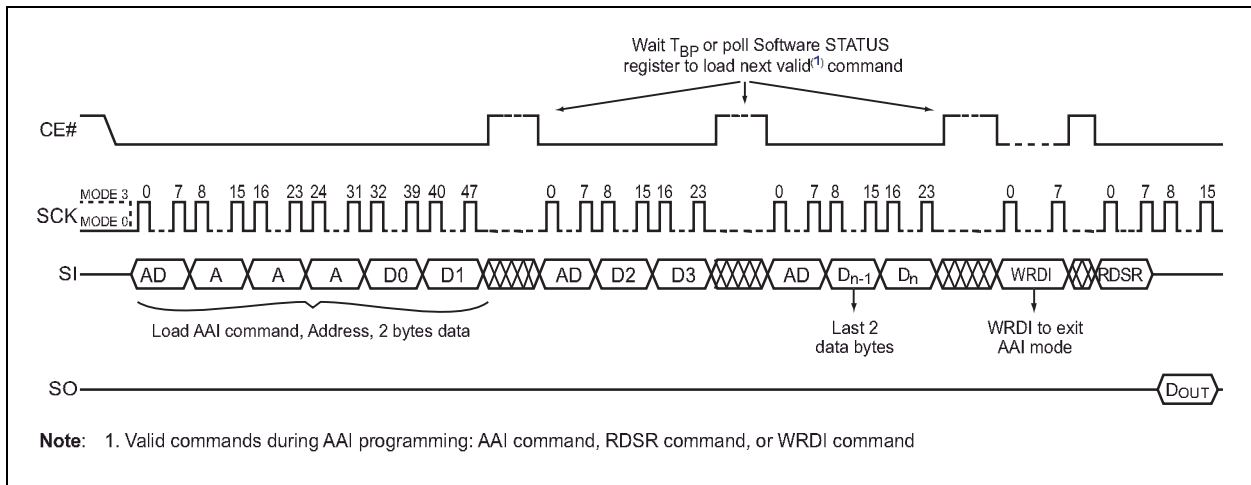 Wait TBP or poll Software STATUS
register to load next valid(1) command
CE#
MODE 3
0 7 8 15 16 23 24 31 32 39 40 47 0 7 8 15 16 23 0 7 8 15 16 23 0 7 0 7 8 15
SCK
MODE 0
SI AD A A A D0 D1 AD D2 D3 AD Dn-1 Dn WRDI RDSR
Load AAI command, Address, 2 bytes data
Last 2
data bytes
WRDI to exit
AAI mode
SO DOUT
Note: 1. Valid commands during AAI programming: AAI command, RDSR command, or WRDI command